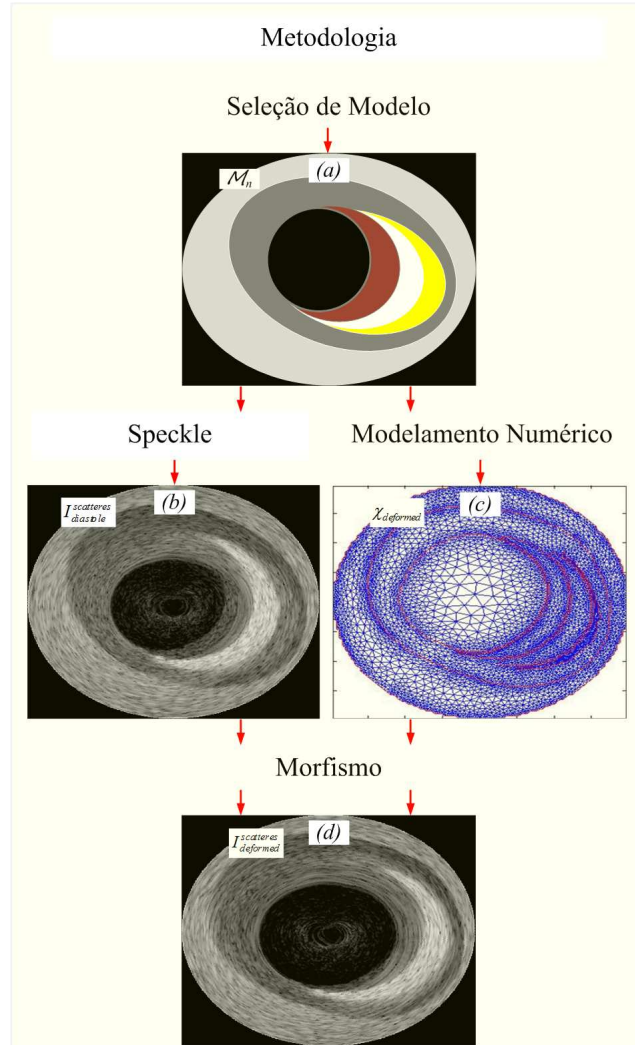 Metodologia
Seleção de Modelo
(a)
Mn
Speckle
Modelamento Numérico
(b)
I scatteres diastole
(c)
χ deformed
Morfismo
(d)
I scatteres deformed